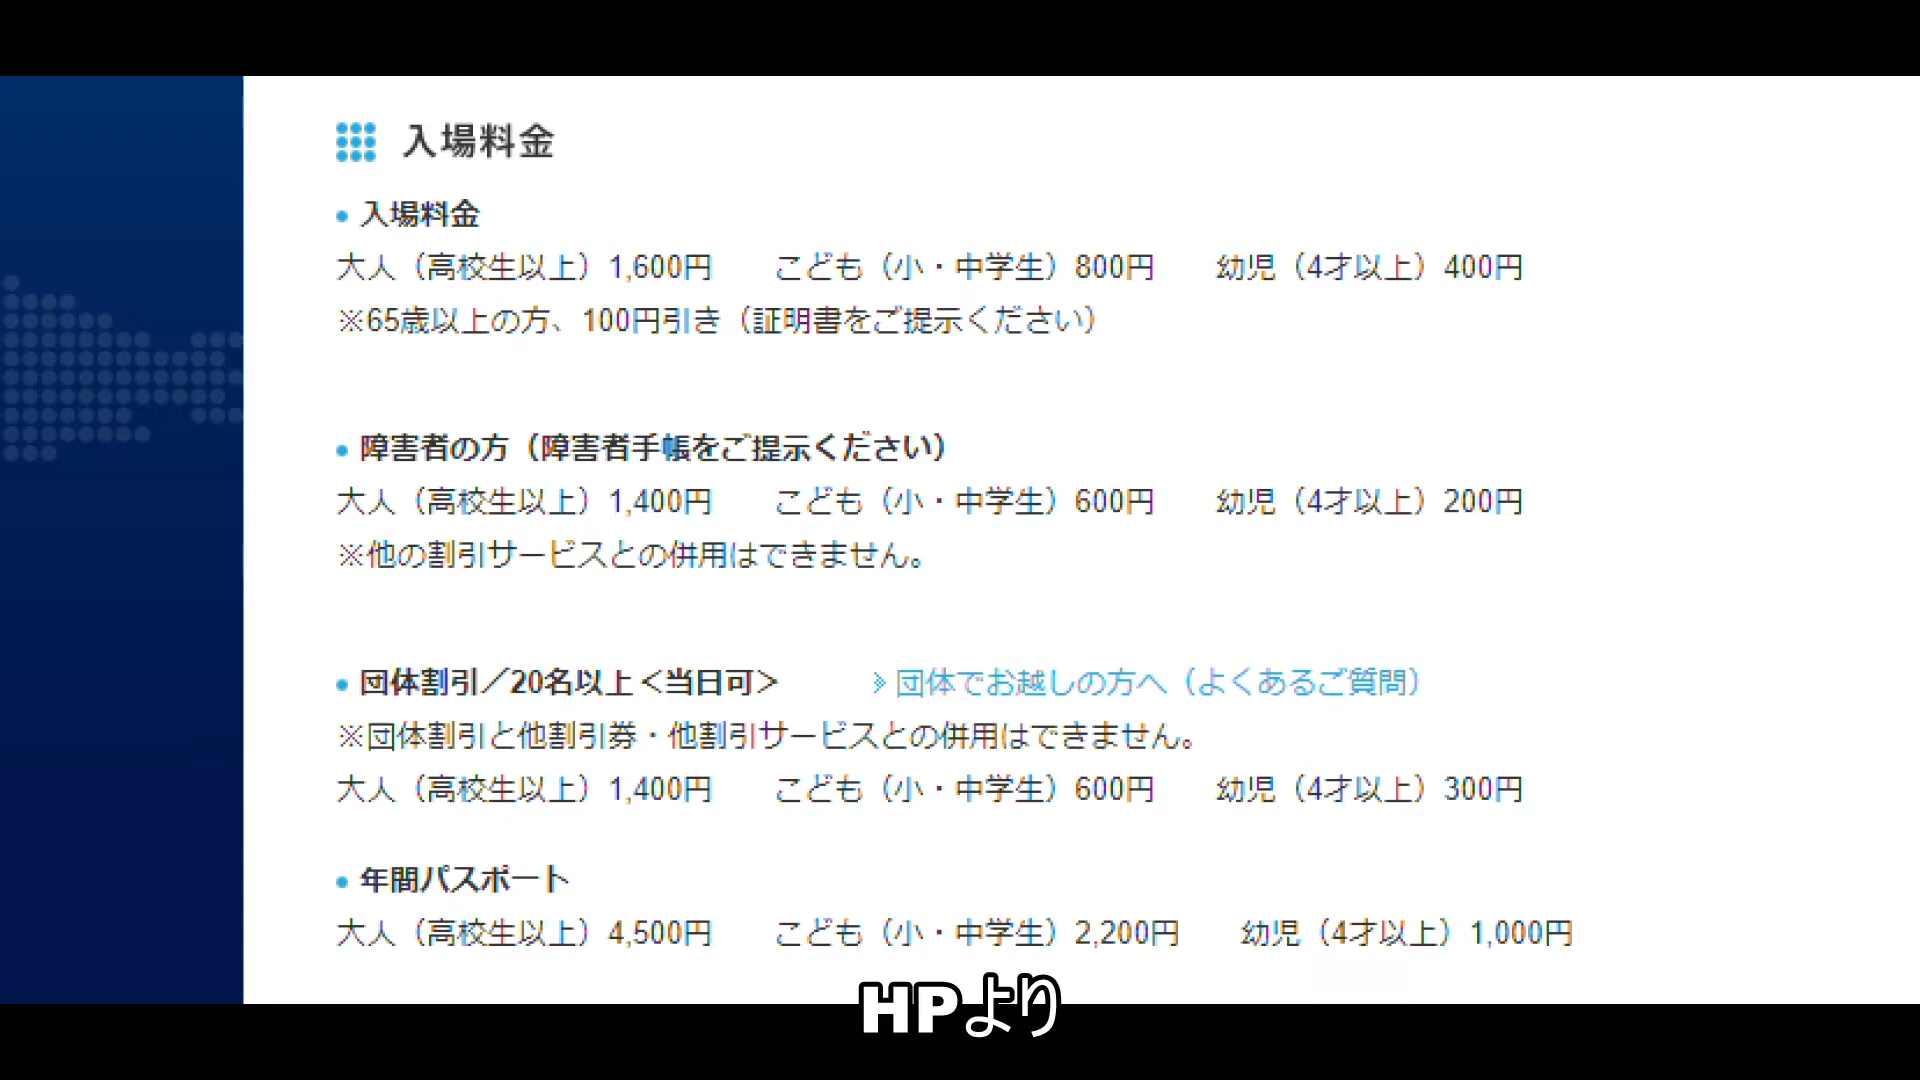 入場料金
• 入場料金
大人（高校生以上）1,600円　　こども（小・中学生）800円　　幼児（4才以上）400円
※65歳以上の方、100円引き（証明書をご提示ください）
• 障害者の方（障害者手帳をご提示ください）
大人（高校生以上）1,400円　　こども（小・中学生）600円　　幼児（4才以上）200円
※他の割引サービスとの併用はできません。
• 団体割引／20名以上＜当日可＞　　　団体でお越しの方へ（よくあるご質問）
※団体割引と他割引券・他割引サービスとの併用はできません。
大人（高校生以上）1,400円　　こども（小・中学生）600円　　幼児（4才以上）300円
• 年間パスポート
大人（高校生以上）4,500円　　こども（小・中学生）2,200円　　幼児（4才以上）1,000円
HPより